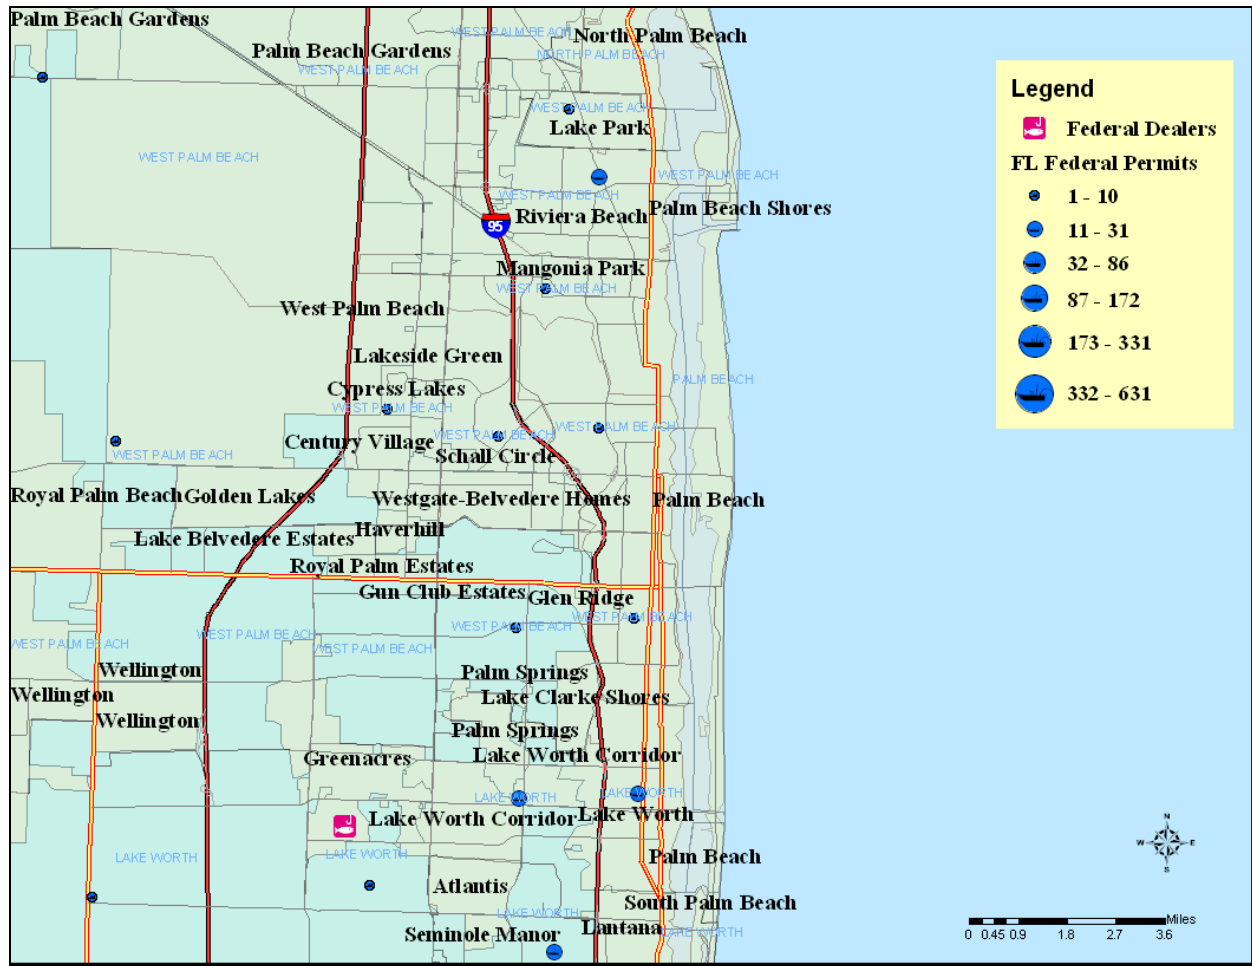 Palm Beach Gardens
WEST PALM BEACH
North Palm Beach
Palm Beach Gardens
NORTH PALM BEACH
WEST PALM BEACH
Legend
WEST PALM BEACH
Lake Park
Federal Dealers
WEST PALM BEACH
FL Federal Permits
WEST PALM BEACH
WEST PALM BEACH
1 - 10
Riviera Beach
Palm Beach Shores
95
11 - 31
Mangonia Park
32 - 86
WEST PALM BEACH
87 - 172
West Palm Beach
173 - 331
Lakeside Green
PALM BEACH
Cypress Lakes
332 - 631
WEST PALM BEACH
WEST PALM BEACH
WEST PALM BEACH
Century Village
WEST PALM BEACH
Schall Circle
Royal Palm Beach
Golden Lakes
Westgate-Belvedere Homes
Palm Beach
Haverhill
Lake Belvedere Estates
Royal Palm Estates
Gun Club Estates
Glen Ridge
WEST PALM BEACH
WEST PALM BEACH
WEST PALM BEACH
WEST PALM BEACH
WEST PALM BEACH
Wellington
Palm Springs
Wellington
Lake Clarke Shores
Wellington
Palm Springs
Greenacres
Lake Worth Corridor
LAKE WORTH
LAKE WORTH
Lake Worth Corridor
Lake Worth
N
W
E
S
LAKE WORTH
LAKE WORTH
Palm Beach
Atlantis
South Palm Beach
LAKE WORTH
Seminole Manor
Lantana
LAKE WORTH
Miles
0 0.45 0.9 1.8 2.7 3.6